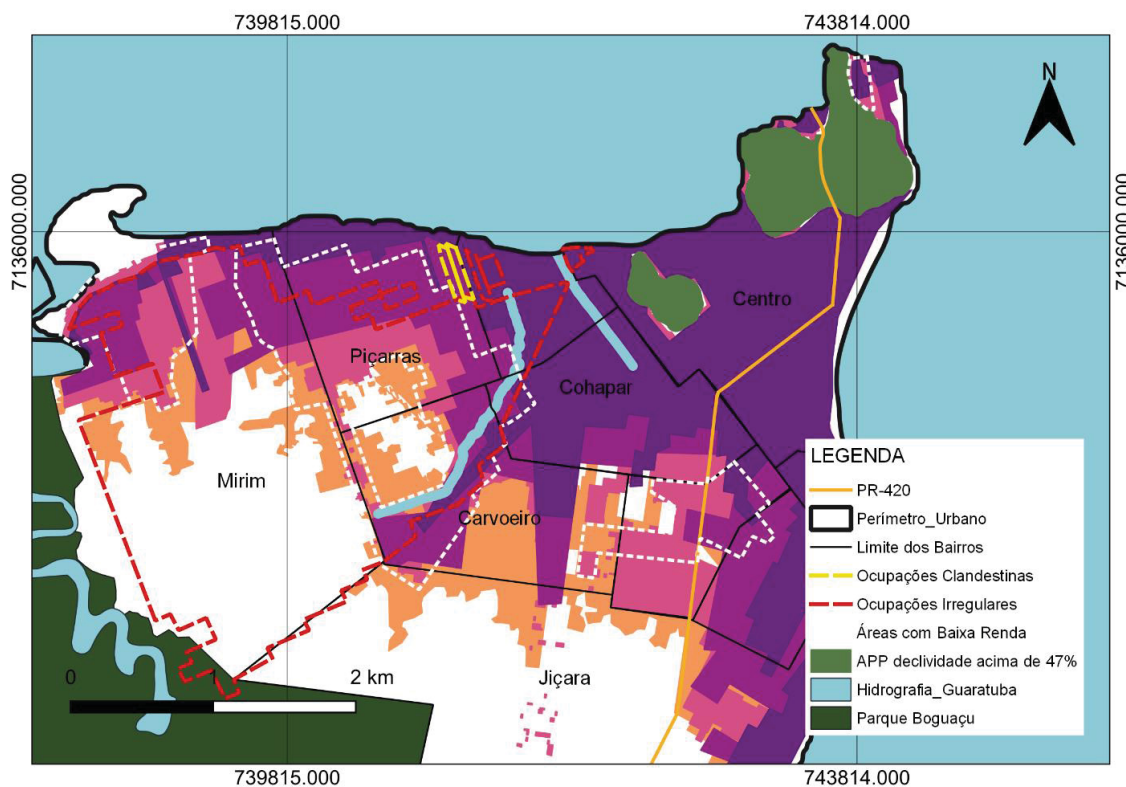 739815.000
743814.000
N
7136000.000
7136000.000
Centro
Piçarras
Cohapar
Mirim
Carvoeiro
Jiçara
0
1
2 km
LEGENDA
PR-420
Perímetro_Urbano
Limite dos Bairros
Ocupações Clandestinas
Ocupações Irregulares
Áreas com Baixa Renda
APP declividade acima de 47%
Hidrografia_Guaratuba
Parque Boguaçu
739815.000
743814.000